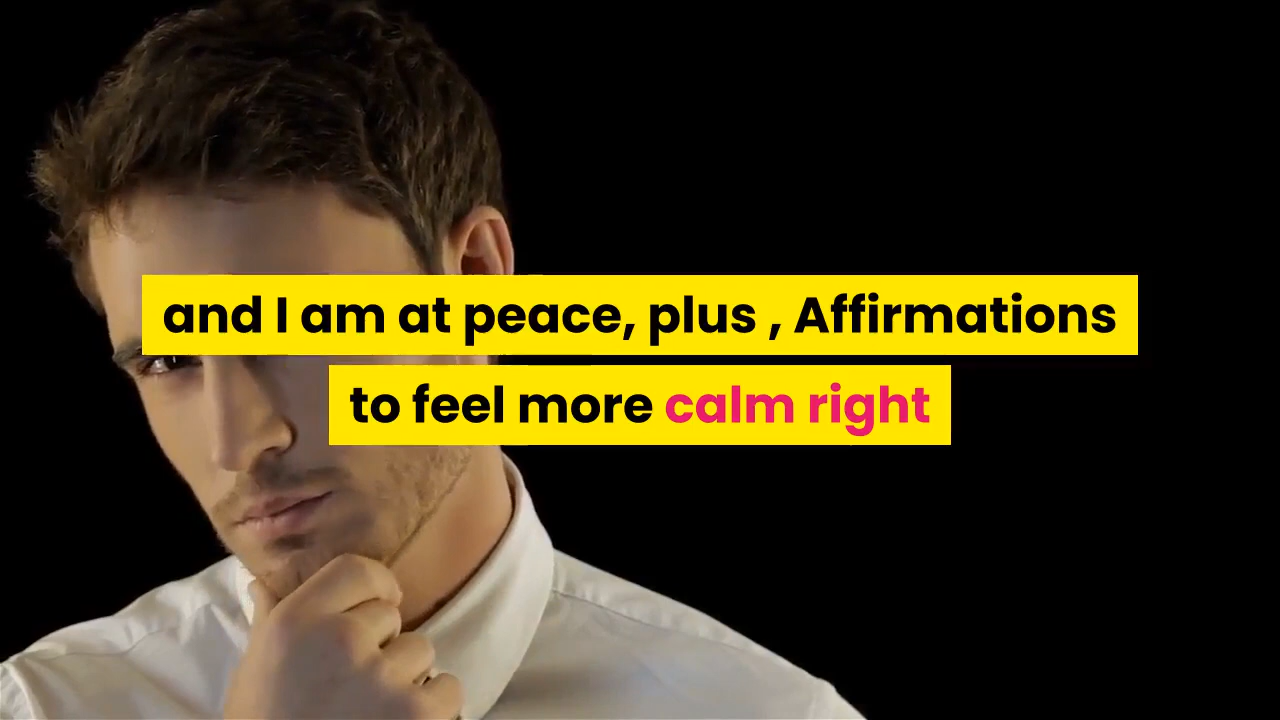 and I am at peace, plus , Affirmations
to feel more calm right